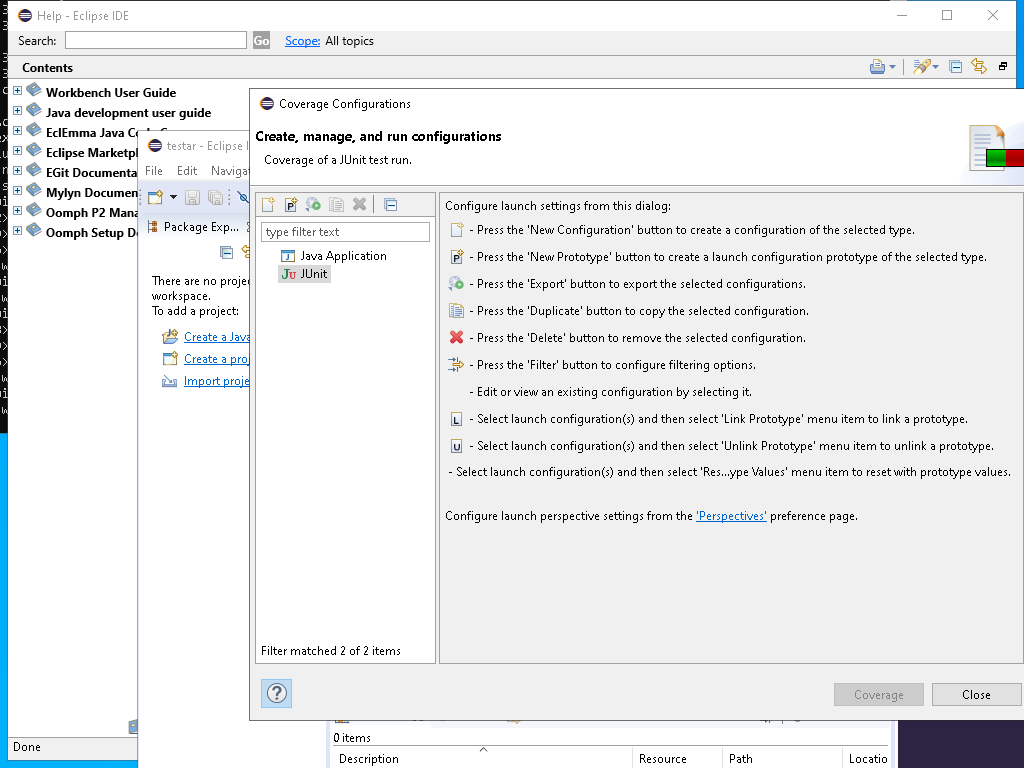 Help - Eclipse IDE
Search:
Go
Scope: All topics
Contents
Workbench User Guide
Java development user guide
EclEmma Java
Eclipse
EGit
Mylyn
Oomph P2
Oomph Setup
testar - Eclipse
File Edit
Package Exp...
There are no
workspace.
To add a project:
Create a Java
Create a
Import
Coverage Configurations
Create, manage, and run configurations
Coverage of a JUnit test run.
type filter text
Java Application
JUnit
Filter matched 2 of 2 items
Configure launch settings from this dialog:
- Press the 'New Configuration' button to create a configuration of the selected type.
- Press the 'New Prototype' button to create a launch configuration prototype of the selected type.
- Press the 'Export' button to export the selected configurations.
- Press the 'Duplicate' button to copy the selected configuration.
- Press the 'Delete' button to remove the selected configuration.
- Press the 'Filter' button to configure filtering options.
- Edit or view an existing configuration by selecting it.
- Select launch configuration(s) and then select 'Link Prototype' menu item to link a prototype.
- Select launch configuration(s) and then select 'Unlink Prototype' menu item to unlink a prototype.
- Select launch configuration(s) and then select 'Res...ype Values' menu item to reset with prototype values.
Configure launch perspective settings from the 'Perspectives' preference page.
Coverage
Close
0 items
Description
Resource
Path
Locatio
Done